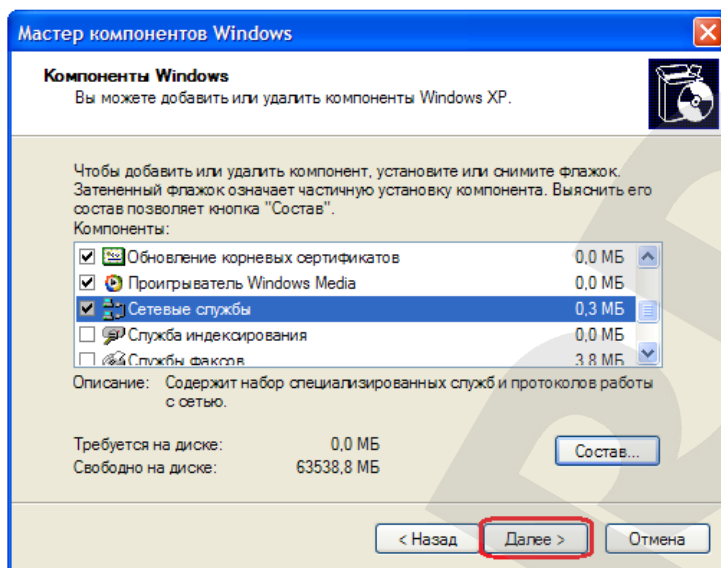 Мастер компонентов Windows
Компоненты Windows
Вы можете добавить или удалить компоненты Windows XP.
Чтобы добавить или удалить компонент, установите или снимите флажок.
Затененный флажок означает частичную установку компонента. Выяснить его
состав позволяет кнопка "Состав".
Компоненты:
Обновление корневых сертификатов 0,0 МБ
Проигрыватель Windows Media 0,0 МБ
Сетевые службы 0,3 МБ
Служба индексирования 0,0 МБ
Службы факсов 3,8 МБ
Описание: Содержит набор специализированных служб и протоколов работы
с сетью.
Требуется на диске: 0,0 МБ
Свободно на диске: 63538,8 МБ
Состав...
< Назад Далее > Отмена